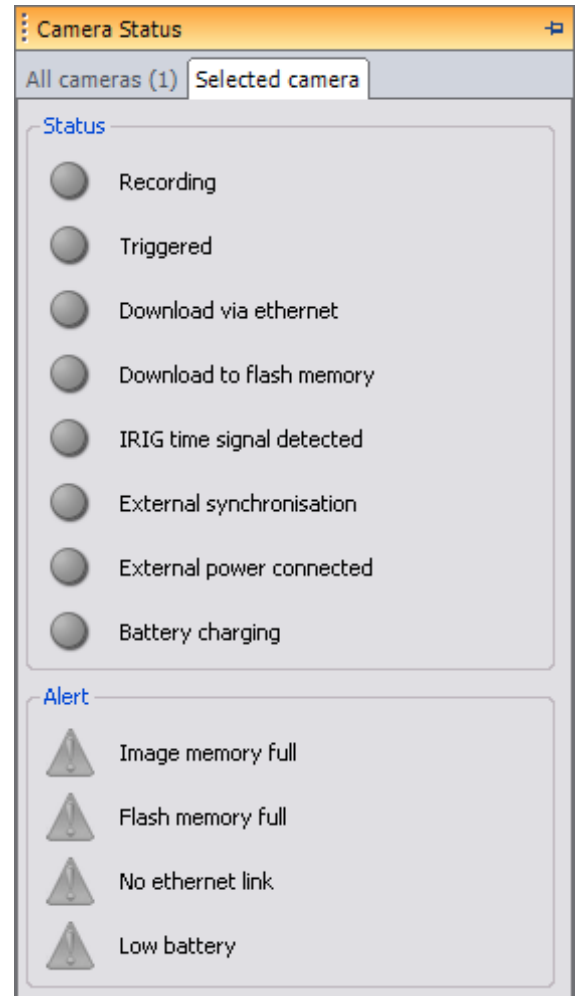 Camera Status
All cameras (1) Selected camera
Status
Recording
Triggered
Download via ethernet
Download to flash memory
IRIG time signal detected
External synchronisation
External power connected
Battery charging
Alert
Image memory full
Flash memory full
No ethernet link
Low battery